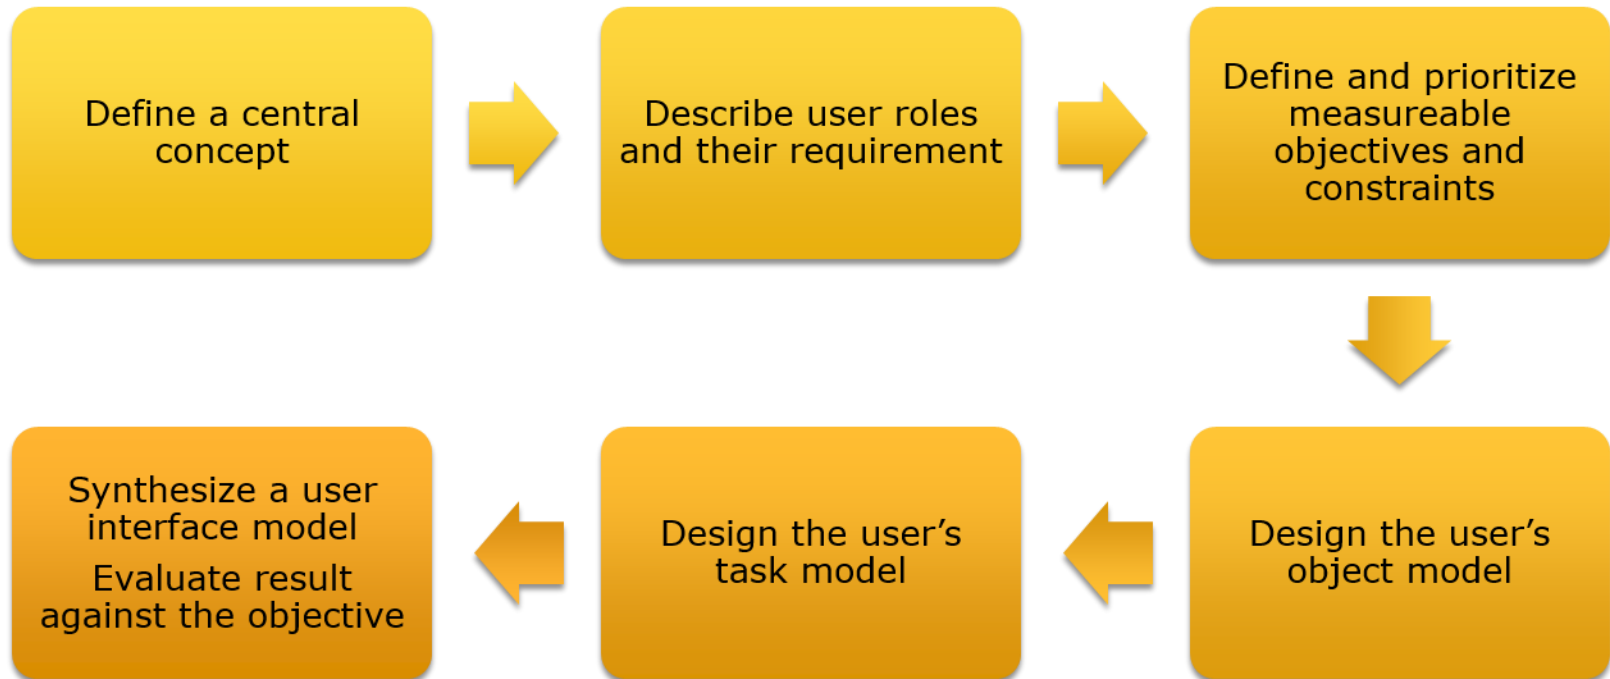 Define a central
concept
Describe user roles
and their requirement
Define and prioritize
measureable
objectives and
constraints
Design the user’s
object model
Design the user’s
task model
Synthesize a user
interface model
Evaluate result
against the objective